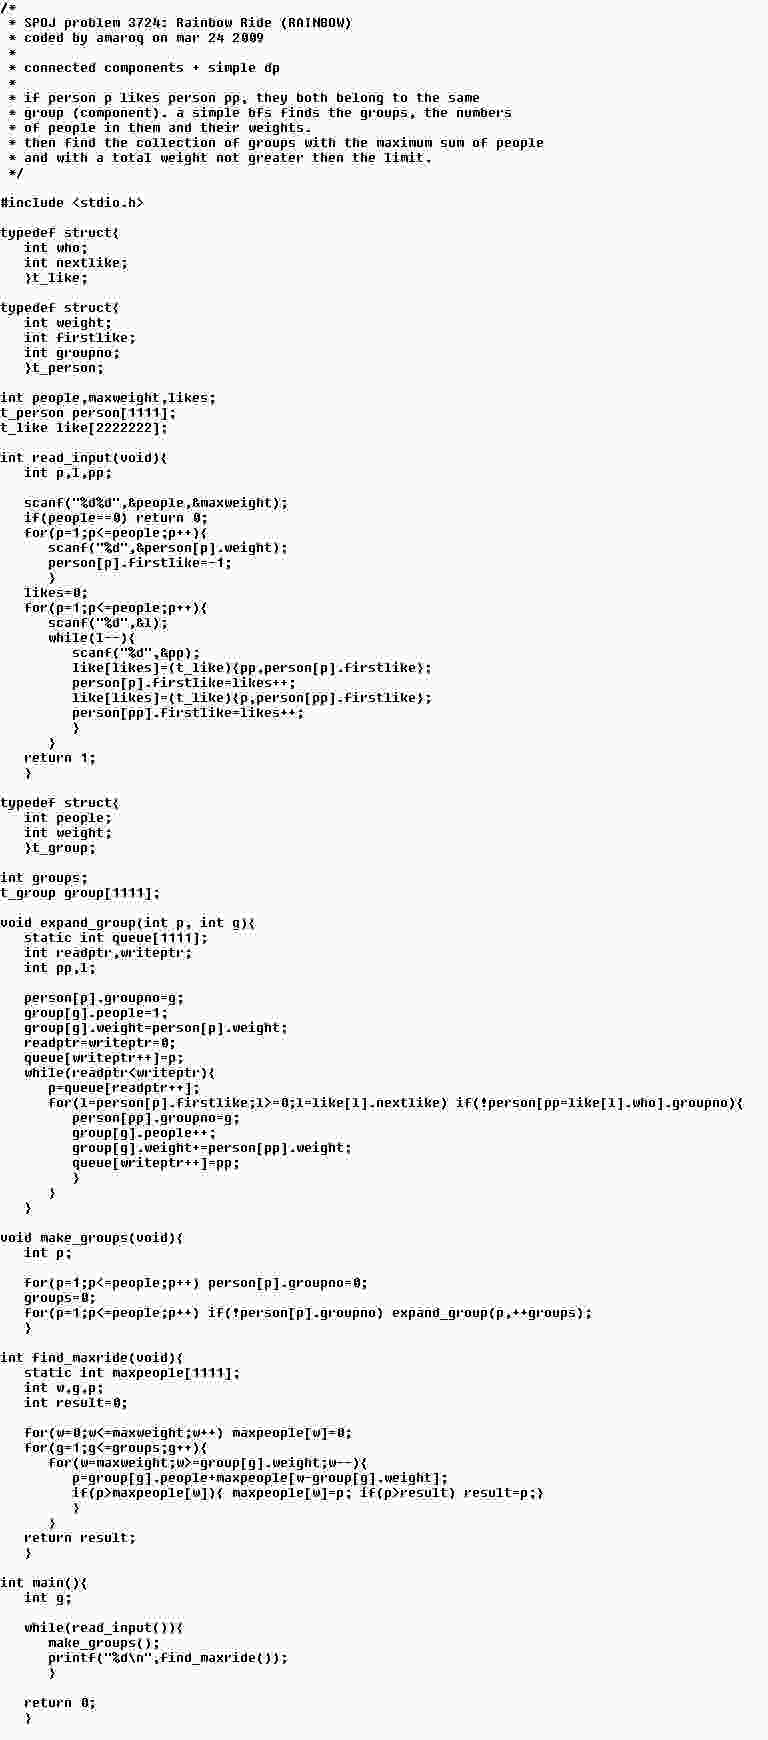 /*
 * SPOJ problem 3724: Rainbow Ride (RAINBOW)
 * coded by amaroq on mar 24 2009
 *
 * connected components + simple dp
 *
 * if person p likes person pp, they both belong to the same
 * group (component). a simple bfs finds the groups, the numbers
 * of people in them and their weights.
 * then find the collection of groups with the maximum sum of people
 * and with a total weight not greater then the limit.
 */

#include <stdio.h>

typedef struct{
   int who;
   int nextlike;
   }t_like;

typedef struct{
   int weight;
   int firstlike;
   int groupno;
   }t_person;

int people,maxweight,likes;
t_person person[1111];
t_like like[2222222];

int read_input(void){
   int p,l,pp;

   scanf("%d%d",&people,&maxweight);
   if(people==0) return 0;
   for(p=1;p<=people;p++){
      scanf("%d",&person[p].weight);
      person[p].firstlike=-1;
      }
   likes=0;
   for(p=1;p<=people;p++){
      scanf("%d",&l);
      while(l--){
         scanf("%d",&pp);
         like[likes]=(t_like){pp,person[p].firstlike};
         person[p].firstlike=likes++;
         like[likes]=(t_like){p,person[pp].firstlike};
         person[pp].firstlike=likes++;
         }
      }
   return 1;
   }

typedef struct{
   int people;
   int weight;
   }t_group;

int groups;
t_group group[1111];

void expand_group(int p, int g){
   static int queue[1111];
   int readptr,writeptr;
   int pp,l;

   person[p].groupno=g;
   group[g].people=1;
   group[g].weight=person[p].weight;
   readptr=writeptr=0;
   queue[writeptr++]=p;
   while(readptr<writeptr){
      p=queue[readptr++];
      for(l=person[p].firstlike;l>=0;l=like[l].nextlike) if(!person[pp=like[l].who].groupno){
         person[pp].groupno=g;
         group[g].people++;
         group[g].weight+=person[pp].weight;
         queue[writeptr++]=pp;
         }
      }
   }

void make_groups(void){
   int p;

   for(p=1;p<=people;p++) person[p].groupno=0;
   groups=0;
   for(p=1;p<=people;p++) if(!person[p].groupno) expand_group(p,++groups);
   }

int find_maxride(void){
   static int maxpeople[1111];
   int w,g,p;
   int result=0;

   for(w=0;w<=maxweight;w++) maxpeople[w]=0;
   for(g=1;g<=groups;g++){
      for(w=maxweight;w>=group[g].weight;w--){
         p=group[g].people+maxpeople[w-group[g].weight];
         if(p>maxpeople[w]){ maxpeople[w]=p; if(p>result) result=p;}
         }
      }
   return result;
   }

int main(){
   int g;

   while(read_input()){
      make_groups();
      printf("%d\n",find_maxride());
      }

   return 0;
   }